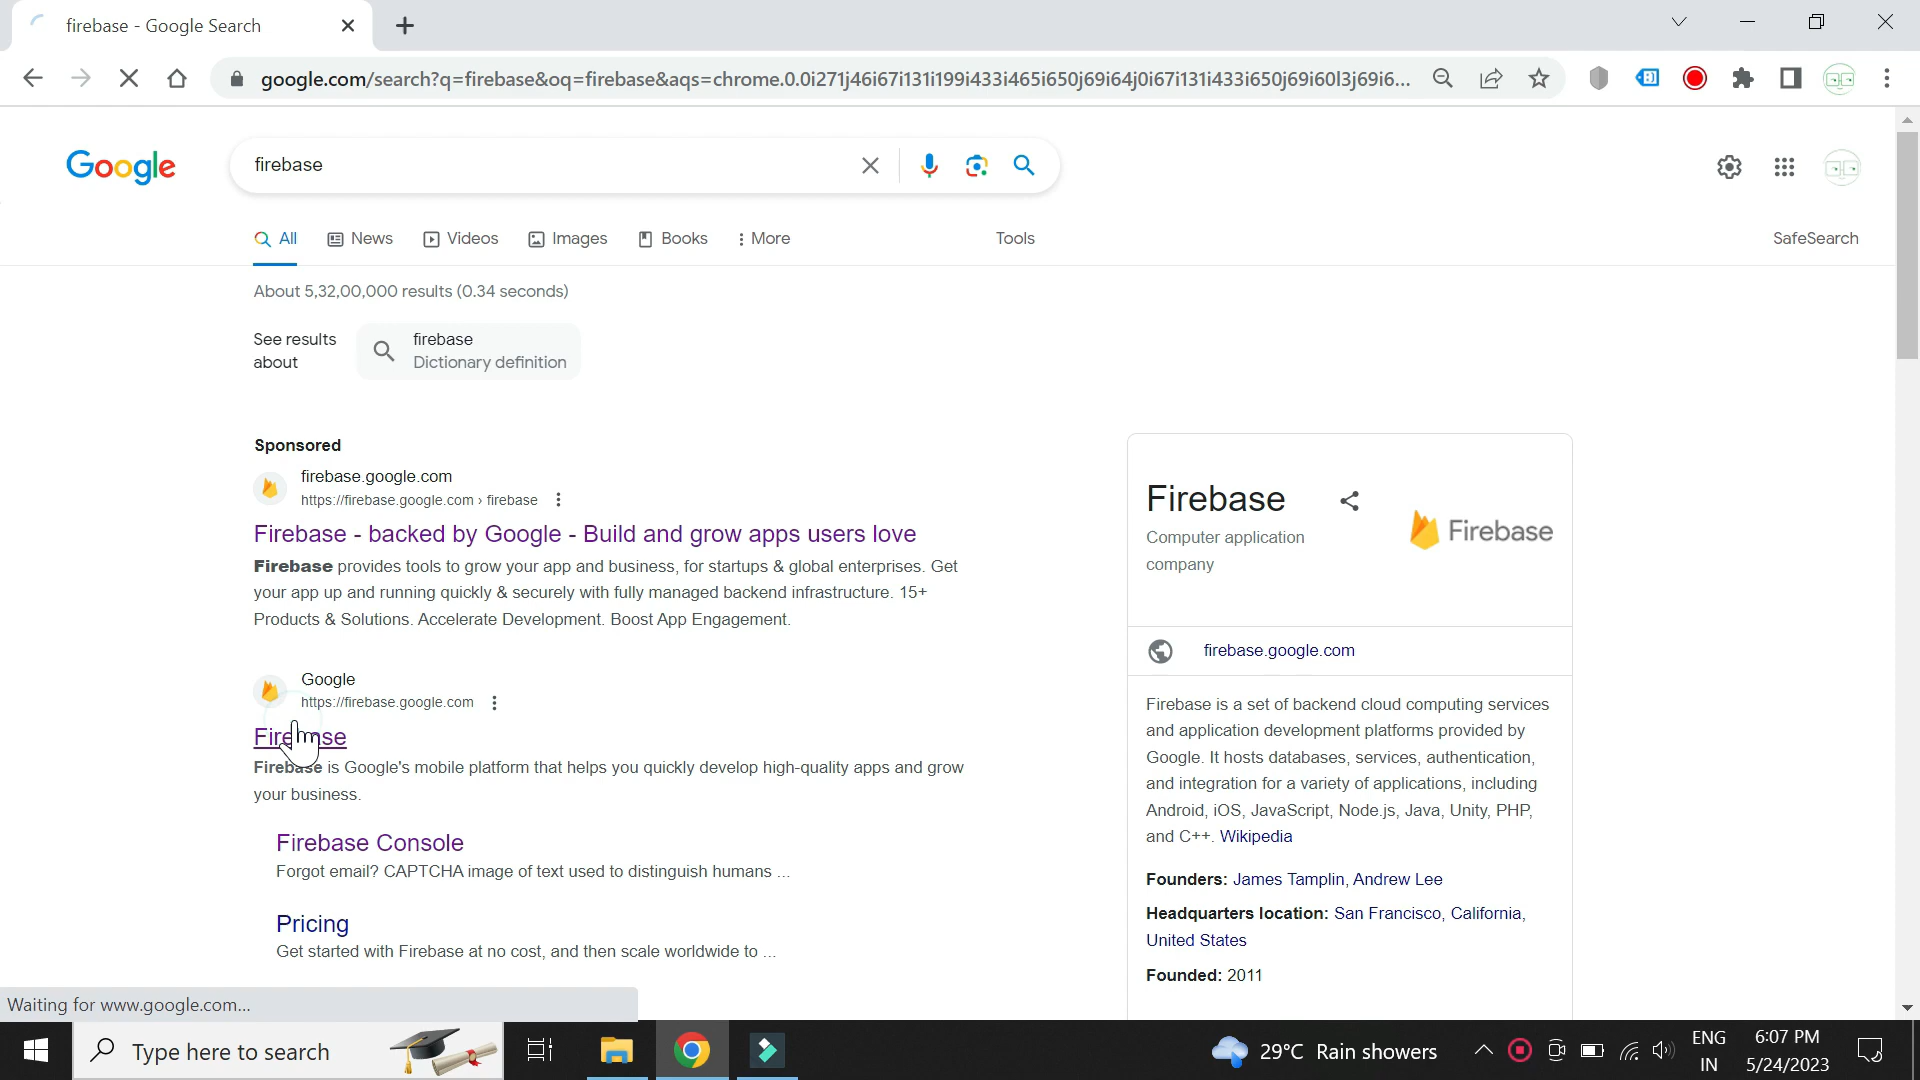 firebase - Google Search
google.com/search?q=firebase&oq=firebase&aqs=chrome.0.0i271j46i67i131i199i433i465i650j69i64j0i67i131i433i650j69i60l3j69i6...
Google
firebase
All
News
Videos
Images
Books
More
Tools
SafeSearch
About 5,32,00,000 results (0.34 seconds)
See results
about
firebase
Dictionary definition
Sponsored
firebase.google.com
https://firebase.google.com › firebase
Firebase - backed by Google - Build and grow apps users love
Firebase provides tools to grow your app and business, for startups & global enterprises. Get
your app up and running quickly & securely with fully managed backend infrastructure. 15+
Products & Solutions. Accelerate Development. Boost App Engagement.
Google
https://firebase.google.com
Firebase
Firebase is Google's mobile platform that helps you quickly develop high-quality apps and grow
your business.
Firebase Console
Forgot email? CAPTCHA image of text used to distinguish humans ...
Pricing
Get started with Firebase at no cost, and then scale worldwide to ...
Firebase
Computer application
company
Firebase
firebase.google.com
Firebase is a set of backend cloud computing services
and application development platforms provided by
Google. It hosts databases, services, authentication,
and integration for a variety of applications, including
Android, iOS, JavaScript, Node.js, Java, Unity, PHP,
and C++. Wikipedia
Founders: James Tamplin, Andrew Lee
Headquarters location: San Francisco, California,
United States
Founded: 2011
Waiting for www.google.com...
Type here to search
29°C Rain showers
ENG
IN
6:07 PM
5/24/2023